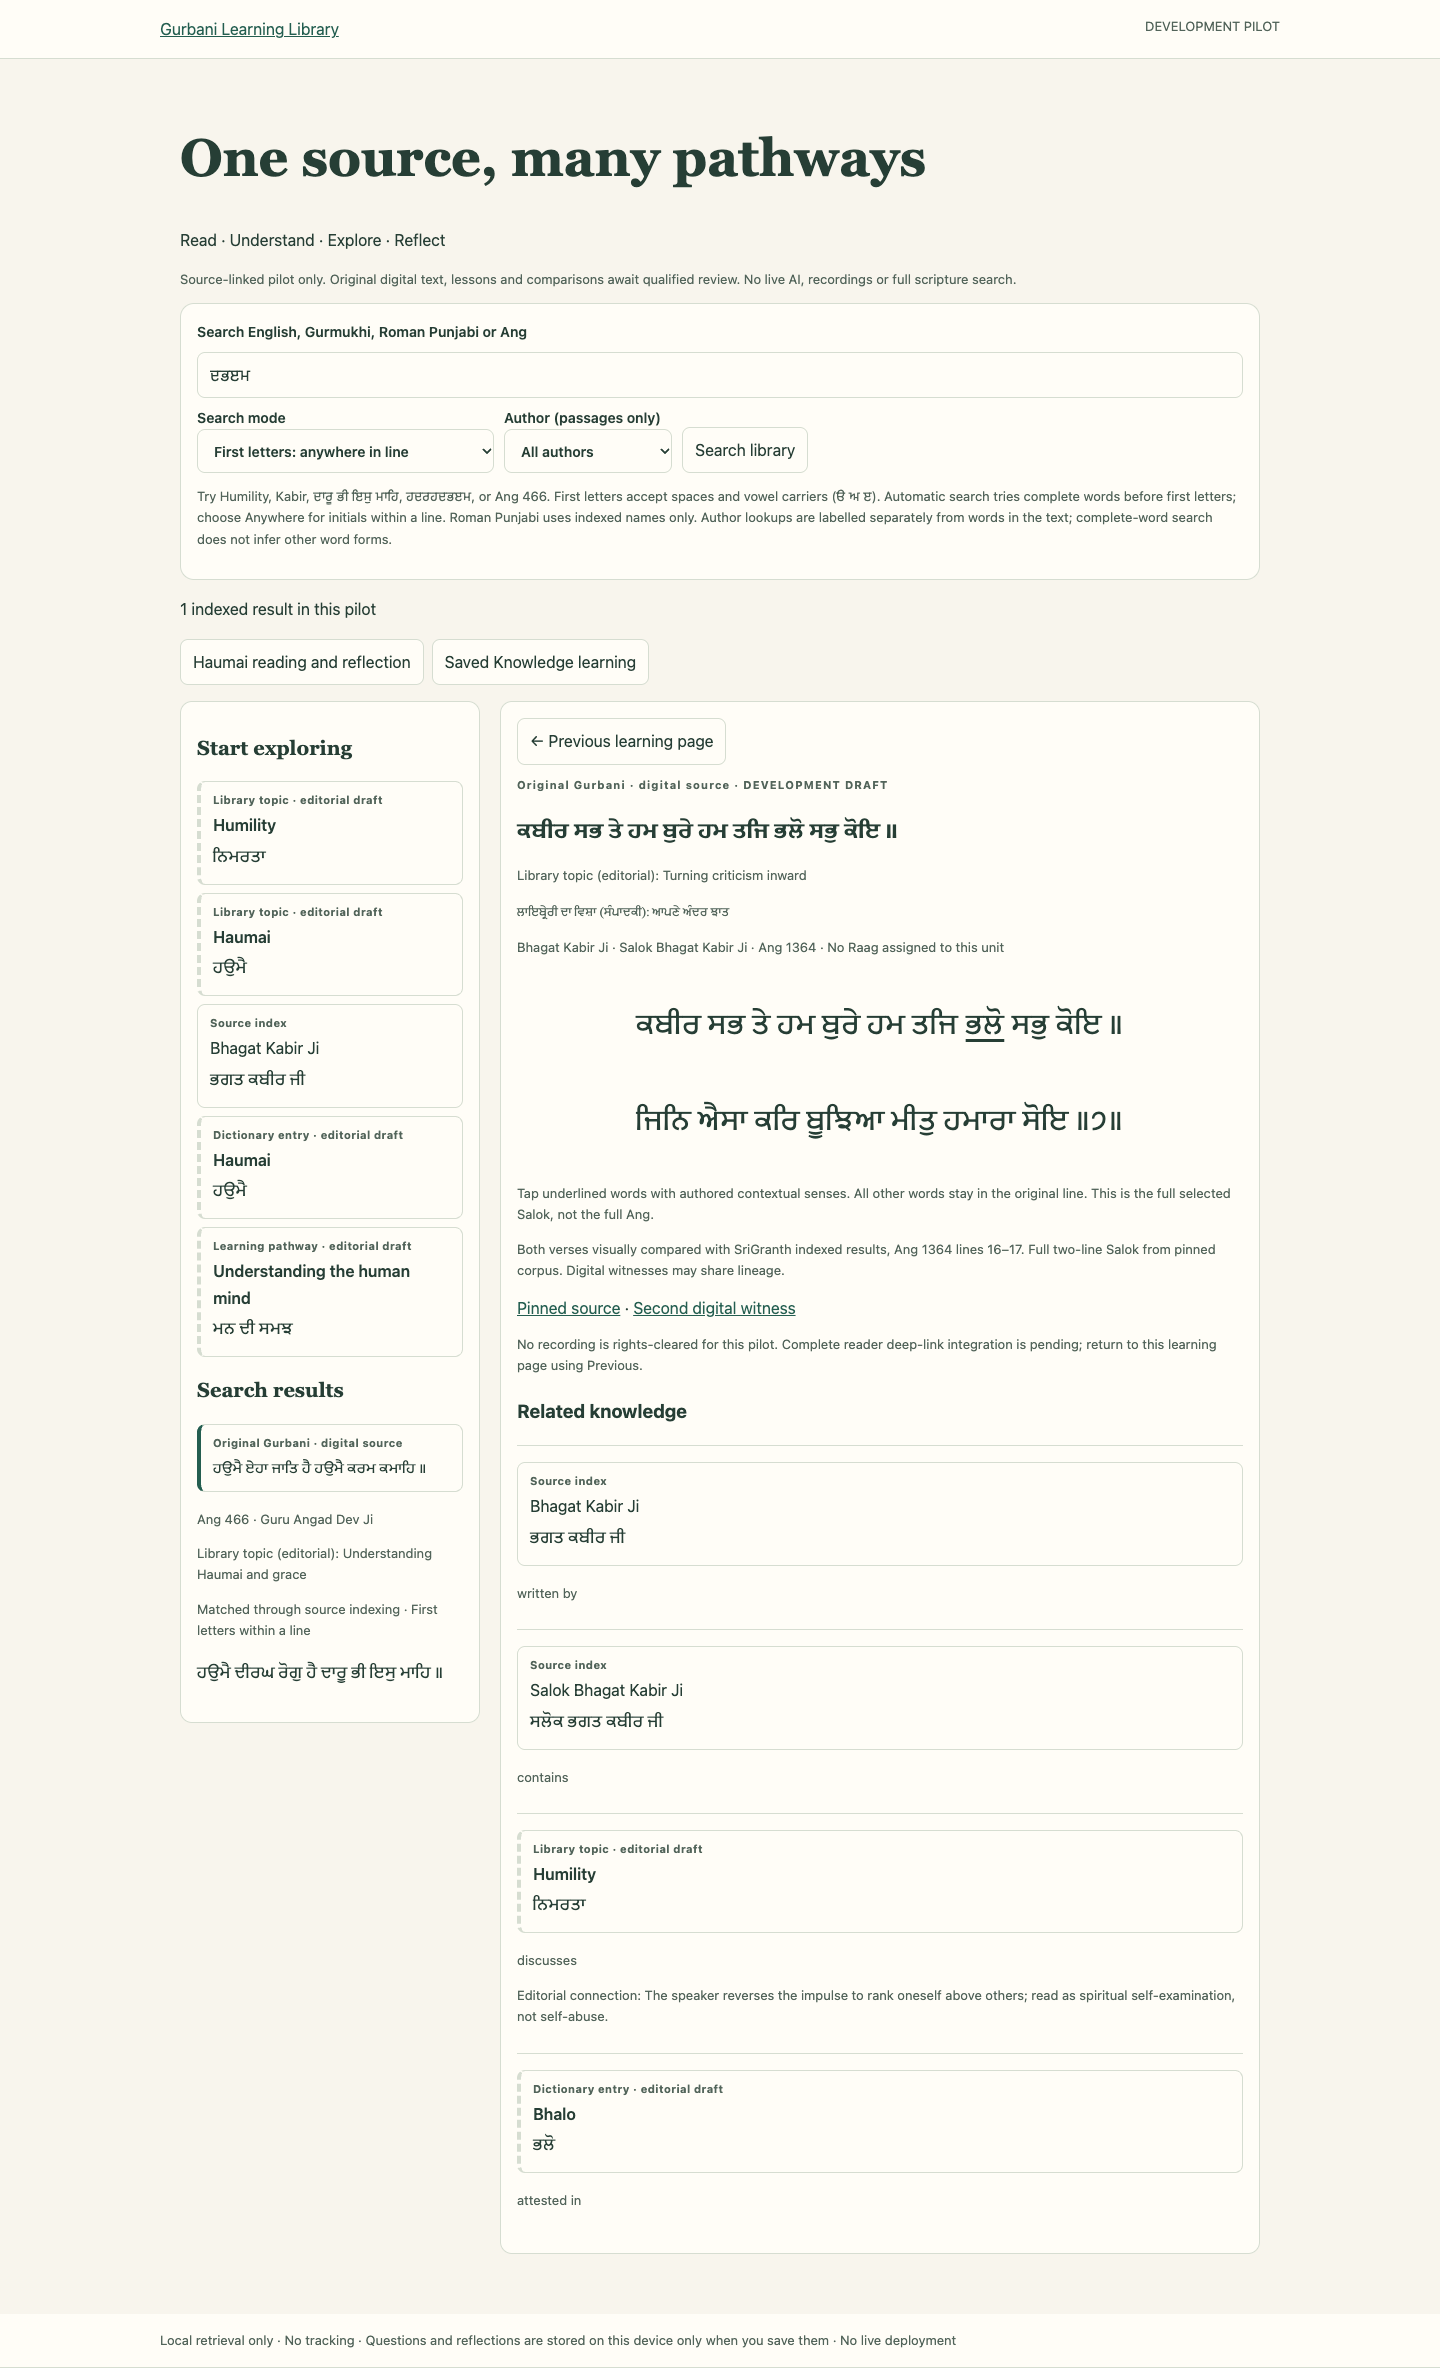 Gurbani Learning Library
DEVELOPMENT PILOT
One source, many pathways
Read · Understand · Explore · Reflect
Source-linked pilot only. Original digital text, lessons and comparisons await qualified review. No live AI, recordings or full scripture search.
Search English, Gurmukhi, Roman Punjabi or Ang
ਦਭੲਮ
Search mode
Author (passages only)
First letters: anywhere in line
All authors
Search library
Try Humility, Kabir, ਦਾਰੂ ਭੀ ਇਸੁ ਮਾਹਿ, ਹਦਰਹਦਭੲਮ, or Ang 466. First letters accept spaces and vowel carriers (ੳ ਅ ੲ). Automatic search tries complete words before first letters;
choose Anywhere for initials within a line. Roman Punjabi uses indexed names only. Author lookups are labelled separately from words in the text; complete-word search
does not infer other word forms.
1 indexed result in this pilot
Haumai reading and reflection
Saved Knowledge learning
Start exploring
Library topic · editorial draft
Humility
ਨਿਮਰਤਾ
Library topic · editorial draft
Haumai
ਹਉਮੈ
Source index
Bhagat Kabir Ji
ਭਗਤ ਕਬੀਰ ਜੀ
Dictionary entry · editorial draft
Haumai
ਹਉਮੈ
Learning pathway · editorial draft
Understanding the human
mind
ਮਨ ਦੀ ਸਮਝ
Search results
Original Gurbani · digital source
ਹਉਮੈ ਏਹਾ ਜਾਤਿ ਹੈ ਹਉਮੈ ਕਰਮ ਕਮਾਹਿ ॥
Ang 466 · Guru Angad Dev Ji
Library topic (editorial): Understanding
Haumai and grace
Matched through source indexing · First
letters within a line
ਹਉਮੈ ਦੀਰਘ ਰੋਗੁ ਹੈ ਦਾਰੂ ਭੀ ਇਸੁ ਮਾਹਿ ॥
← Previous learning page
Original Gurbani · digital source · DEVELOPMENT DRAFT
ਕਬੀਰ ਸਭ ਤੇ ਹਮ ਬੁਰੇ ਹਮ ਤਜਿ ਭਲੋ ਸਭੁ ਕੋਇ ॥
Library topic (editorial): Turning criticism inward
ਲਾਇਬ੍ਰੇਰੀ ਦਾ ਵਿਸ਼ਾ (ਸੰਪਾਦਕੀ): ਆਪਣੇ ਅੰਦਰ ਝਾਤ
Bhagat Kabir Ji · Salok Bhagat Kabir Ji · Ang 1364 · No Raag assigned to this unit
ਕਬੀਰ ਸਭ ਤੇ ਹਮ ਬੁਰੇ ਹਮ ਤਜਿ ਭਲੋ ਸਭੁ ਕੋਇ ॥
ਜਿਨਿ ਐਸਾ ਕਰਿ ਬੂਝਿਆ ਮੀਤੁ ਹਮਾਰਾ ਸੋਇ ॥੭॥
Tap underlined words with authored contextual senses. All other words stay in the original line. This is the full selected
Salok, not the full Ang.
Both verses visually compared with SriGranth indexed results, Ang 1364 lines 16–17. Full two-line Salok from pinned
corpus. Digital witnesses may share lineage.
Pinned source · Second digital witness
No recording is rights-cleared for this pilot. Complete reader deep-link integration is pending; return to this learning
page using Previous.
Related knowledge
Source index
Bhagat Kabir Ji
ਭਗਤ ਕਬੀਰ ਜੀ
written by
Source index
Salok Bhagat Kabir Ji
ਸਲੋਕ ਭਗਤ ਕਬੀਰ ਜੀ
contains
Library topic · editorial draft
Humility
ਨਿਮਰਤਾ
discusses
Editorial connection: The speaker reverses the impulse to rank oneself above others; read as spiritual self-examination,
not self-abuse.
Dictionary entry · editorial draft
Bhalo
ਭਲੋ
attested in
Local retrieval only · No tracking · Questions and reflections are stored on this device only when you save them · No live deployment